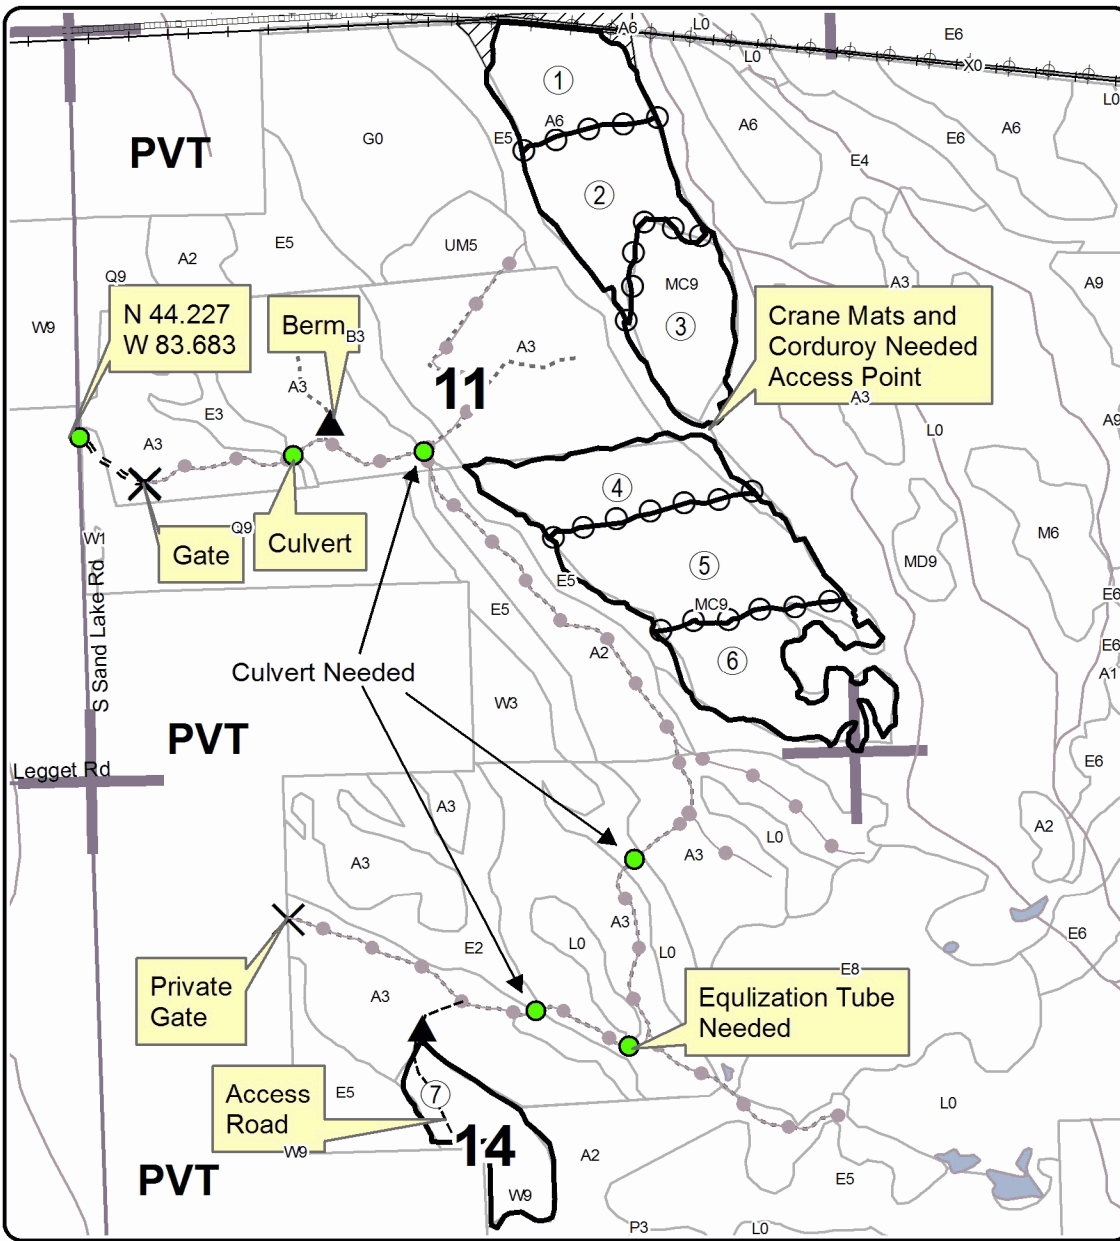 A6
L0
E6
L0
X0
L0
1
A6
E5
G0
PVT
A6
E6
A6
E4
2
UM5
E5
A2
Q9
W9
N 44.227
W 83.683
Berm
B3
MC9
3
A3
A9
Crane Mats and
Corduroy Needed
Access Point
A3
A3
A3
11
E3
A3
L0
A9
4
Gate
Q9
Culvert
W1
S Sand Lake Rd
5
E5
MC9
MD9
M6
E6
E5
A2
6
E6
A1
Culvert Needed
W3
PVT
Legget Rd
E6
A3
A3
A3
L0
A2
A3
E2
L0
L0
E6
Private
Gate
A3
E8
Equlization Tube
Needed
Access
Road
E5
7
W9
14
L0
A2
PVT
W9
E5
P3
L0